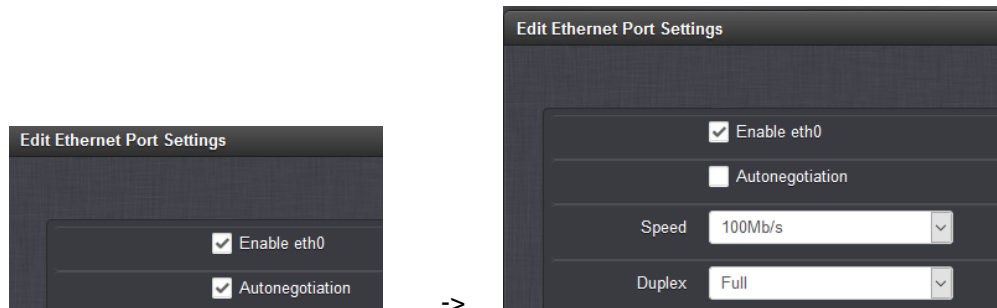 Edit Ethernet Port Settings
Enable eth0
Autonegotiation
->
Edit Ethernet Port Settings
Enable eth0
Autonegotiation
Speed 100Mb/s
Duplex Full